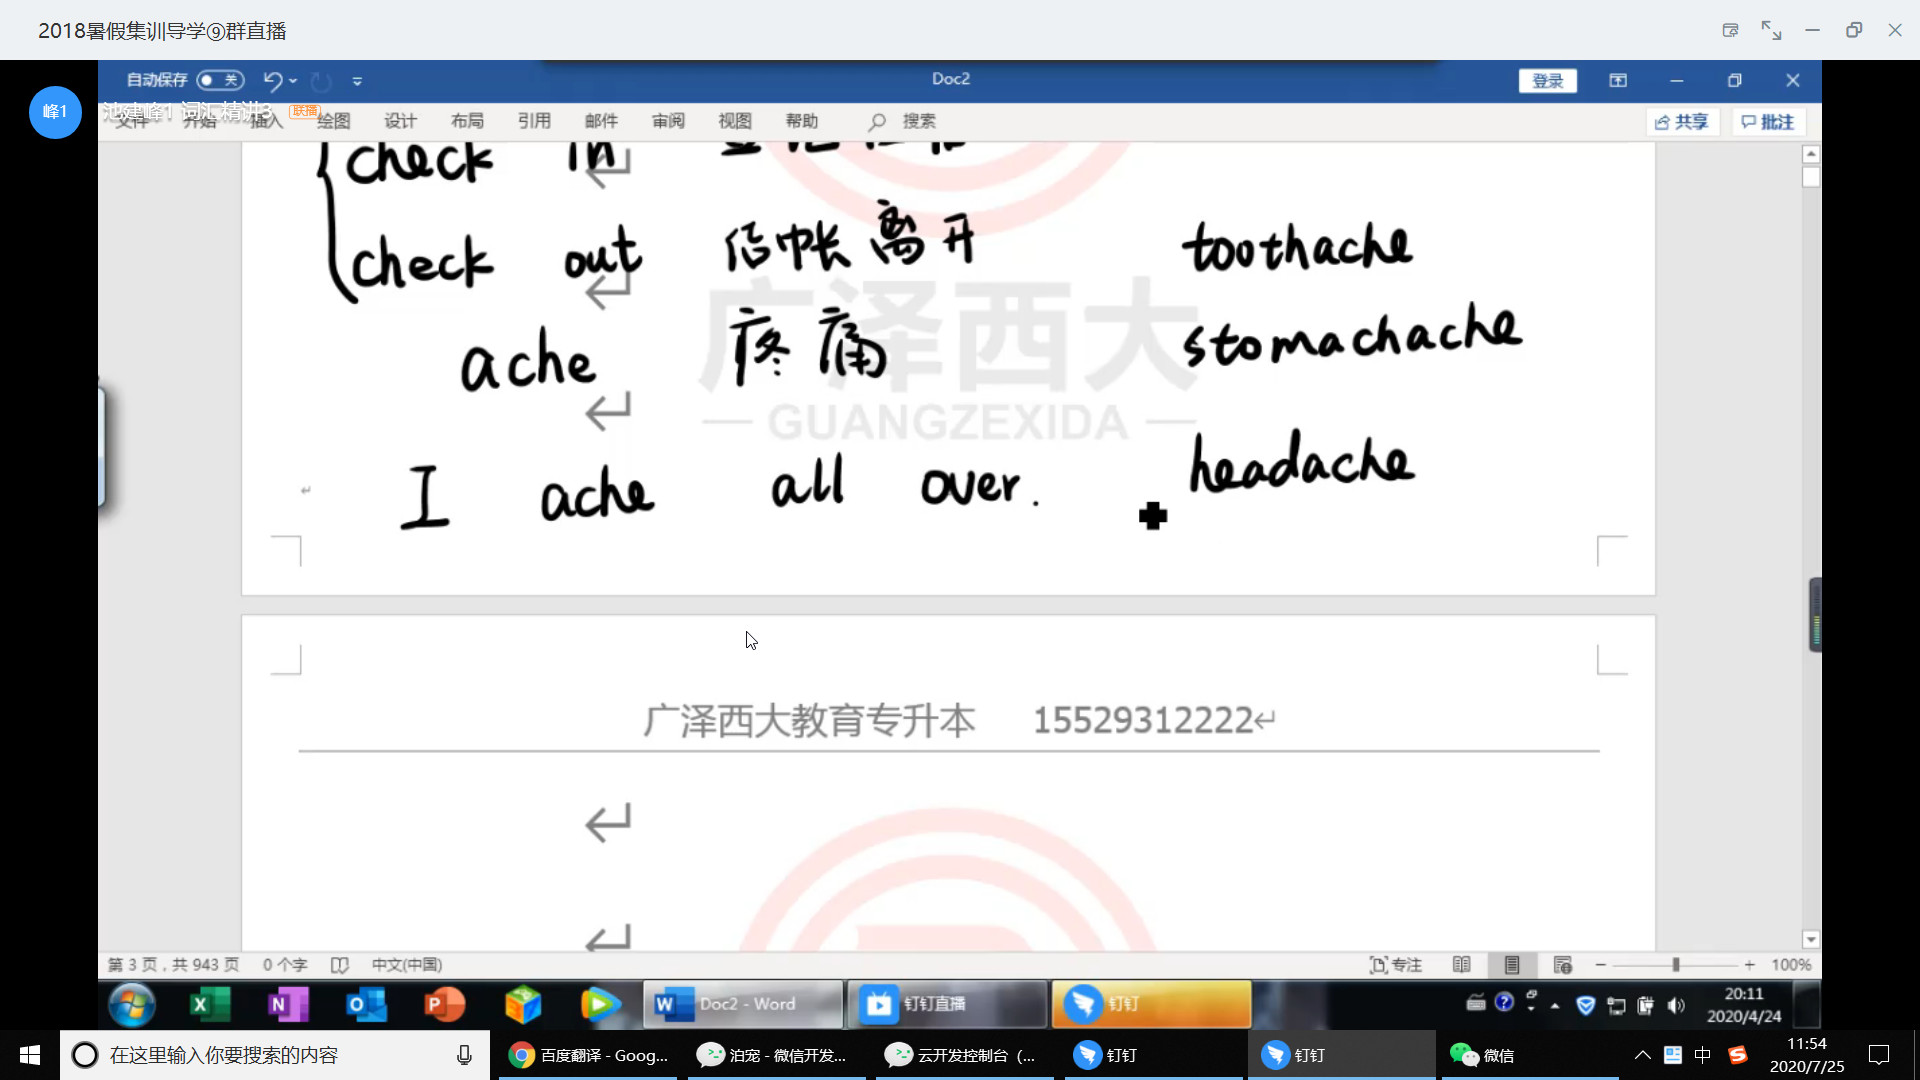 2018暑假集训导学⑨群直播
自动保存 关 Doc2 登录
峰1 池建峰1 词汇精讲3 联播
文件 开始 插入 绘图 设计 布局 引用 邮件 审阅 视图 帮助 搜索 共享 批注
check in
check out 结帐离开 toothache
ache 疼痛 stomachache
广泽西大
— GUANGZEXIDA —
I ache all over. headache
广泽西大教育专升本 15529312222
第 3 页，共 943 页 0 个字 中文(中国) 专注 100%
Doc2 - Word 钉钉直播 钉钉 20:11
2020/4/24
在这里输入你要搜索的内容 百度翻译 - Goog... 泊宠 - 微信开发... 云开发控制台（... 钉钉 钉钉 微信 中 11:54
2020/7/25